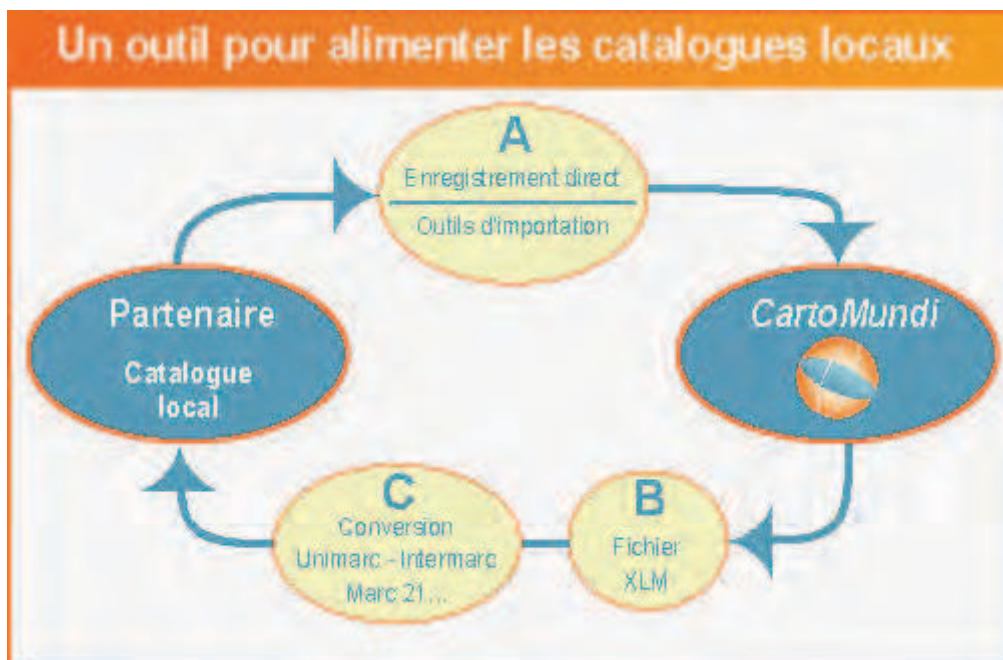 Un outil pour alimenter les catalogues locaux
A
Enregistrement direct
Outils d'importation
Partenaire
Catalogue
local
CartoMundi
C
Conversion
Unimarc - Intermarc
Marc 21...
B
Fichier
XLM